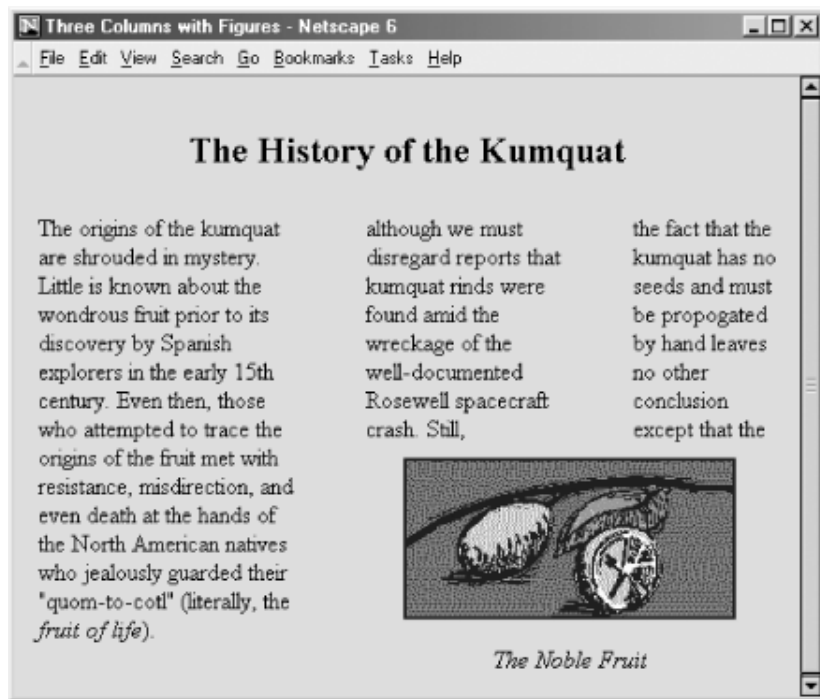 Three Columns with Figures - Netscape 6
File Edit View Search Go Bookmarks Tasks Help
The History of the Kumquat
The origins of the kumquat
are shrouded in mystery.
Little is known about the
wondrous fruit prior to its
discovery by Spanish
explorers in the early 15th
century. Even then, those
who attempted to trace the
origins of the fruit met with
resistance, misdirection, and
even death at the hands of
the North American natives
who jealously guarded their
"quom-to-cotl" (literally, the
fruit of life).
although we must
disregard reports that
kumquat rinds were
found amid the
wreckage of the
well-documented
Rosewell spacecraft
crash. Still,
the fact that the
kumquat has no
seeds and must
be propogated
by hand leaves
no other
conclusion
except that the
The Noble Fruit